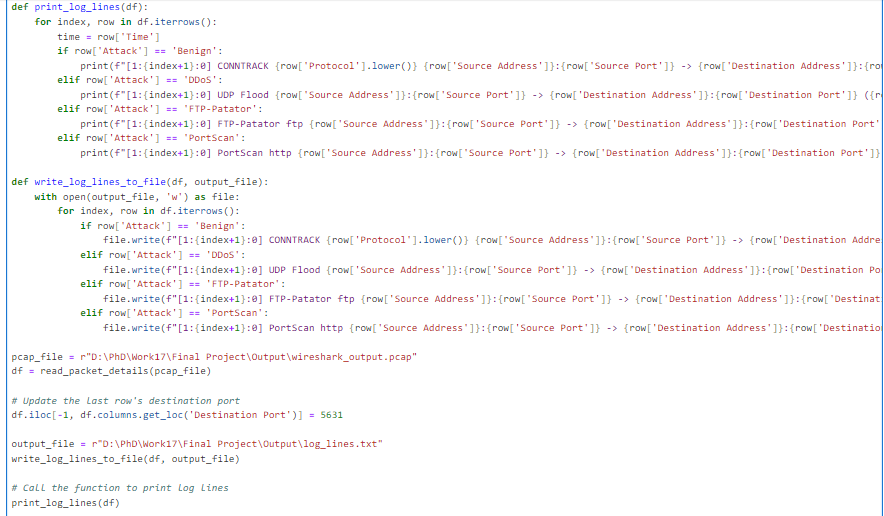 def print_log_lines(df):
    for index, row in df.iterrows():
        time = row['Time']
        if row['Attack'] == 'Benign':
            print(f"[1:{index+1}:0] CONNTRACK {row['Protocol'].lower()} {row['Source Address']}:{row['Source Port']} -> {row['Destination Address']}:{ro
        elif row['Attack'] == 'DDoS':
            print(f"[1:{index+1}:0] UDP Flood {row['Source Address']}:{row['Source Port']} -> {row['Destination Address']}:{row['Destination Port']} ({r
        elif row['Attack'] == 'FTP-Patator':
            print(f"[1:{index+1}:0] FTP-Patator ftp {row['Source Address']}:{row['Source Port']} -> {row['Destination Address']}:{row['Destination Port'
        elif row['Attack'] == 'PortScan':
            print(f"[1:{index+1}:0] PortScan http {row['Source Address']}:{row['Source Port']} -> {row['Destination Address']}:{row['Destination Port']}
def write_log_lines_to_file(df, output_file):
    with open(output_file, 'w') as file:
        for index, row in df.iterrows():
            if row['Attack'] == 'Benign':
                file.write(f"[1:{index+1}:0] CONNTRACK {row['Protocol'].lower()} {row['Source Address']}:{row['Source Port']} -> {row['Destination Addre
            elif row['Attack'] == 'DDoS':
                file.write(f"[1:{index+1}:0] UDP Flood {row['Source Address']}:{row['Source Port']} -> {row['Destination Address']}:{row['Destination Po
            elif row['Attack'] == 'FTP-Patator':
                file.write(f"[1:{index+1}:0] FTP-Patator ftp {row['Source Address']}:{row['Source Port']} -> {row['Destination Address']}:{row['Destinat
            elif row['Attack'] == 'PortScan':
                file.write(f"[1:{index+1}:0] PortScan http {row['Source Address']}:{row['Source Port']} -> {row['Destination Address']}:{row['Destinatio
pcap_file = r"D:\PhD\Work17\Final Project\Output\wireshark_output.pcap"
df = read_packet_details(pcap_file)
# Update the last row's destination port
df.iloc[-1, df.columns.get_loc('Destination Port')] = 5631
output_file = r"D:\PhD\Work17\Final Project\Output\log_lines.txt"
write_log_lines_to_file(df, output_file)
# Call the function to print log lines
print_log_lines(df)